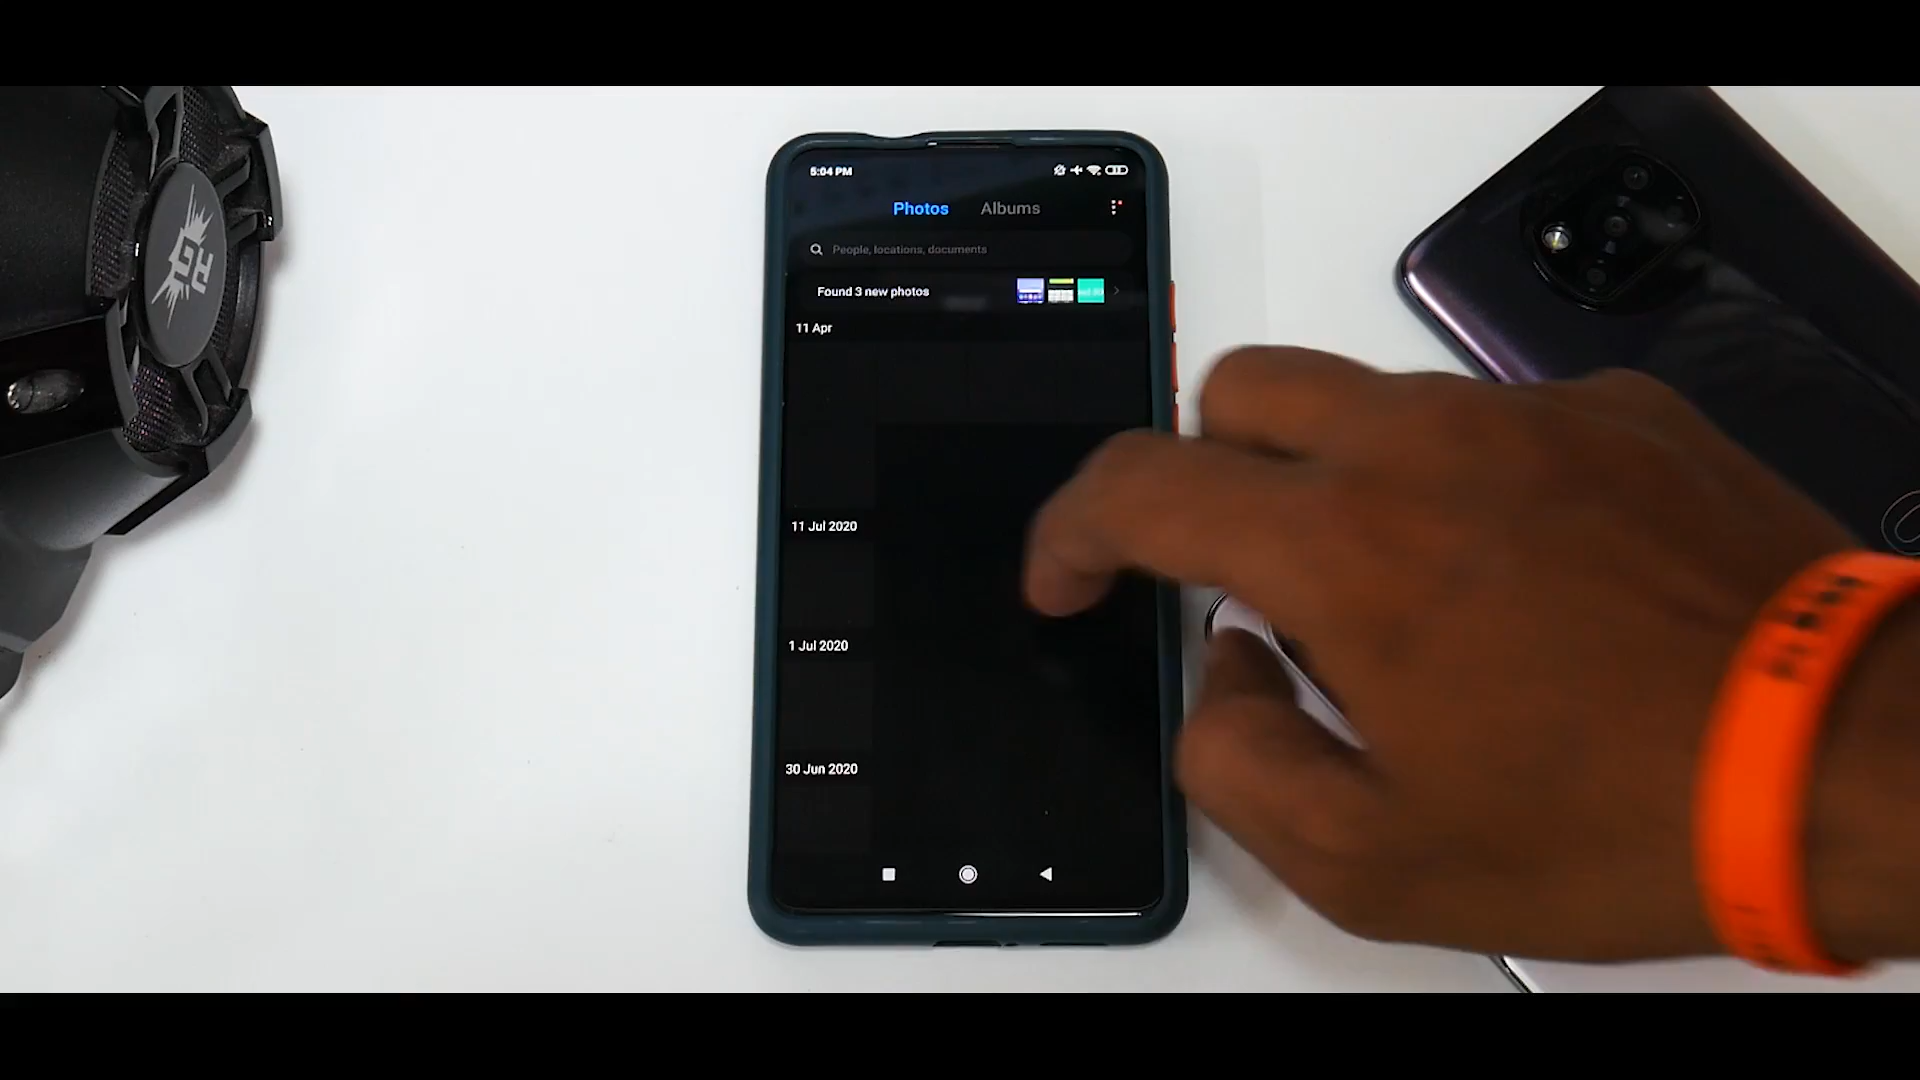 5:04 PM
Photos Albums
People, locations, documents
Found 3 new photos
11 Apr
11 Jul 2020
1 Jul 2020
30 Jun 2020